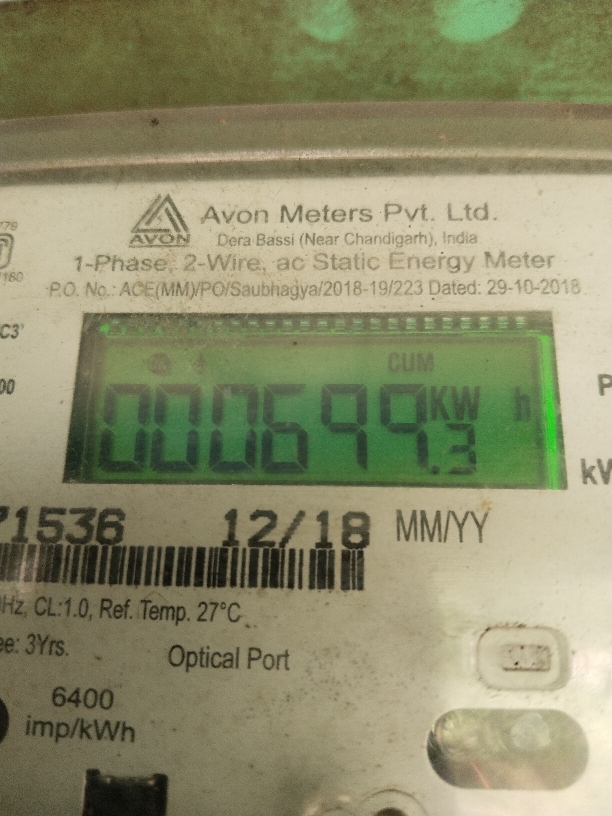 Avon Meters Pvt. Ltd.
AVON
Dera Bassi (Near Chandigarh), India
1-Phase, 2-Wire, ac Static Energy Meter
P.O. No.: ACE(MM)/PO/Saubhagya/2018-19/223 Dated: 29-10-2018
CUM
000699.3 KW h
71536 12/18 MM/YY
Hz, CL:1.0, Ref. Temp. 27°C
3Yrs.
Optical Port
6400
imp/kWh